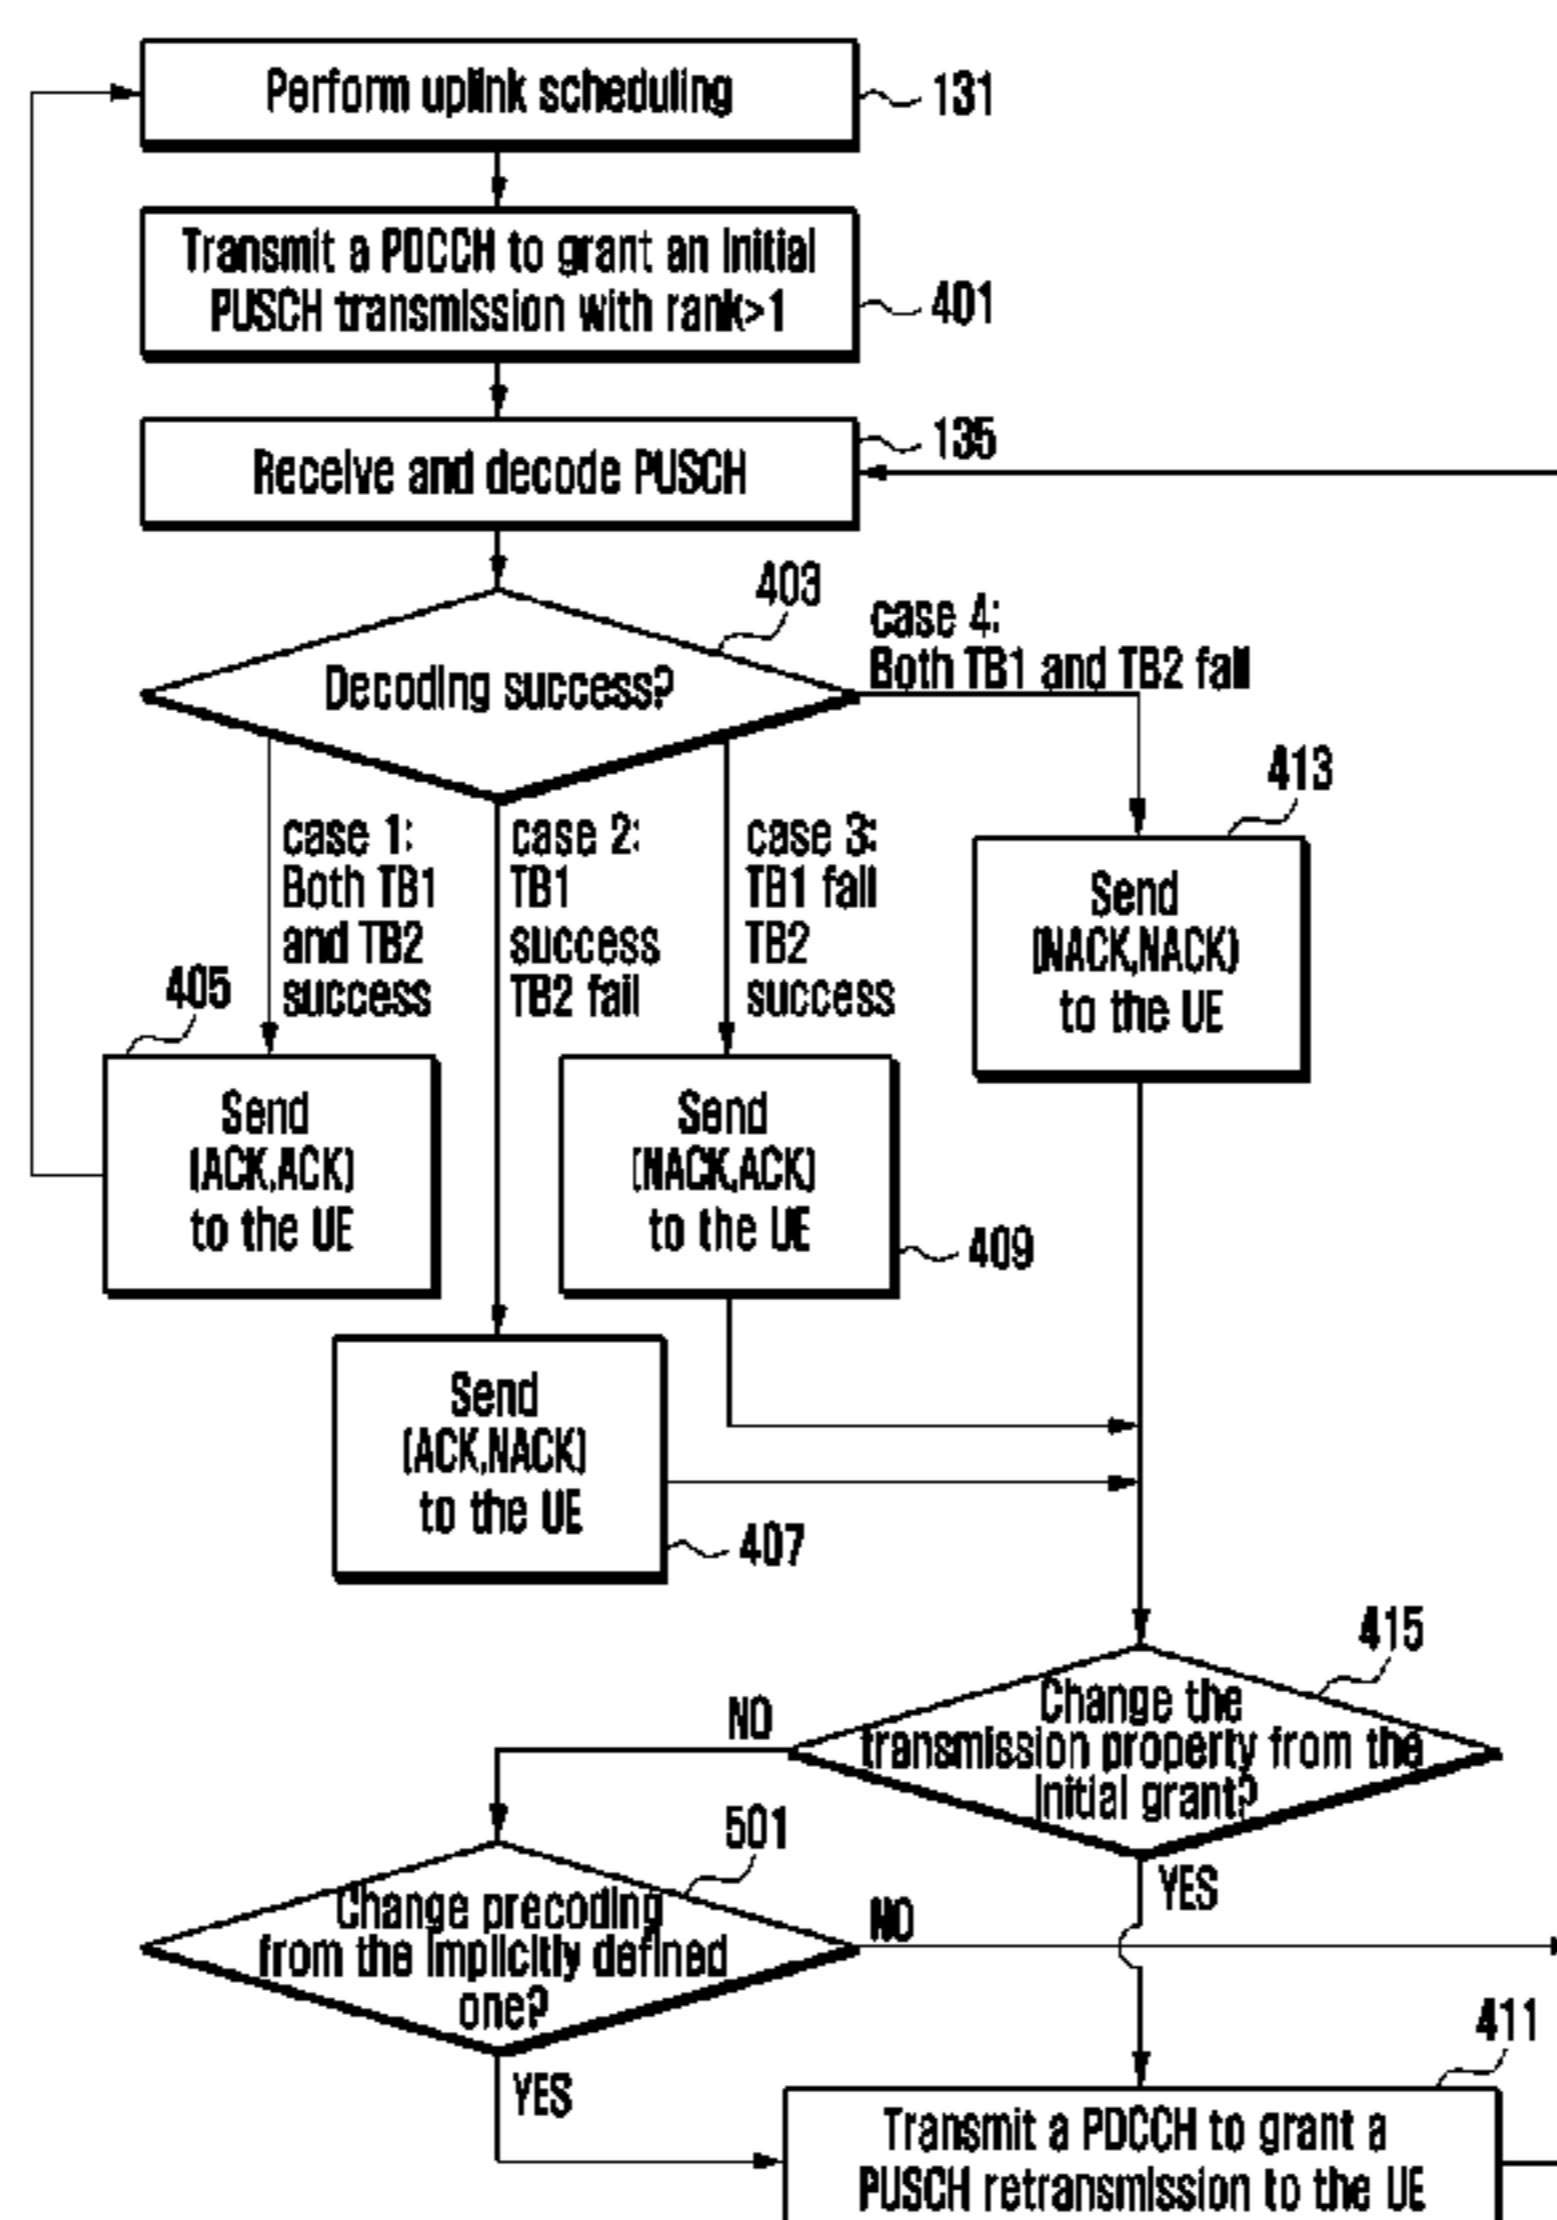 Perform uplink scheduling
131
Transmit a PDCCH to grant an initial
PUSCH transmission with rank>1
401
Receive and decode PUSCH
135
Decoding success?
403
case 4:
Both TB1 and TB2 fail
413
Send
(NACK,NACK)
to the UE
case 1:
Both TB1
and TB2
success
case 2:
TB1
success
TB2 fail
case 3:
TB1 fail
TB2
success
405
Send
(ACK,ACK)
to the UE
Send
(NACK,ACK)
to the UE
409
Send
(ACK,NACK)
to the UE
407
415
Change the
transmission property from the
initial grant?
NO
YES
501
Change precoding
from the implicitly defined
one?
NO
YES
411
Transmit a PDCCH to grant a
PUSCH retransmission to the UE